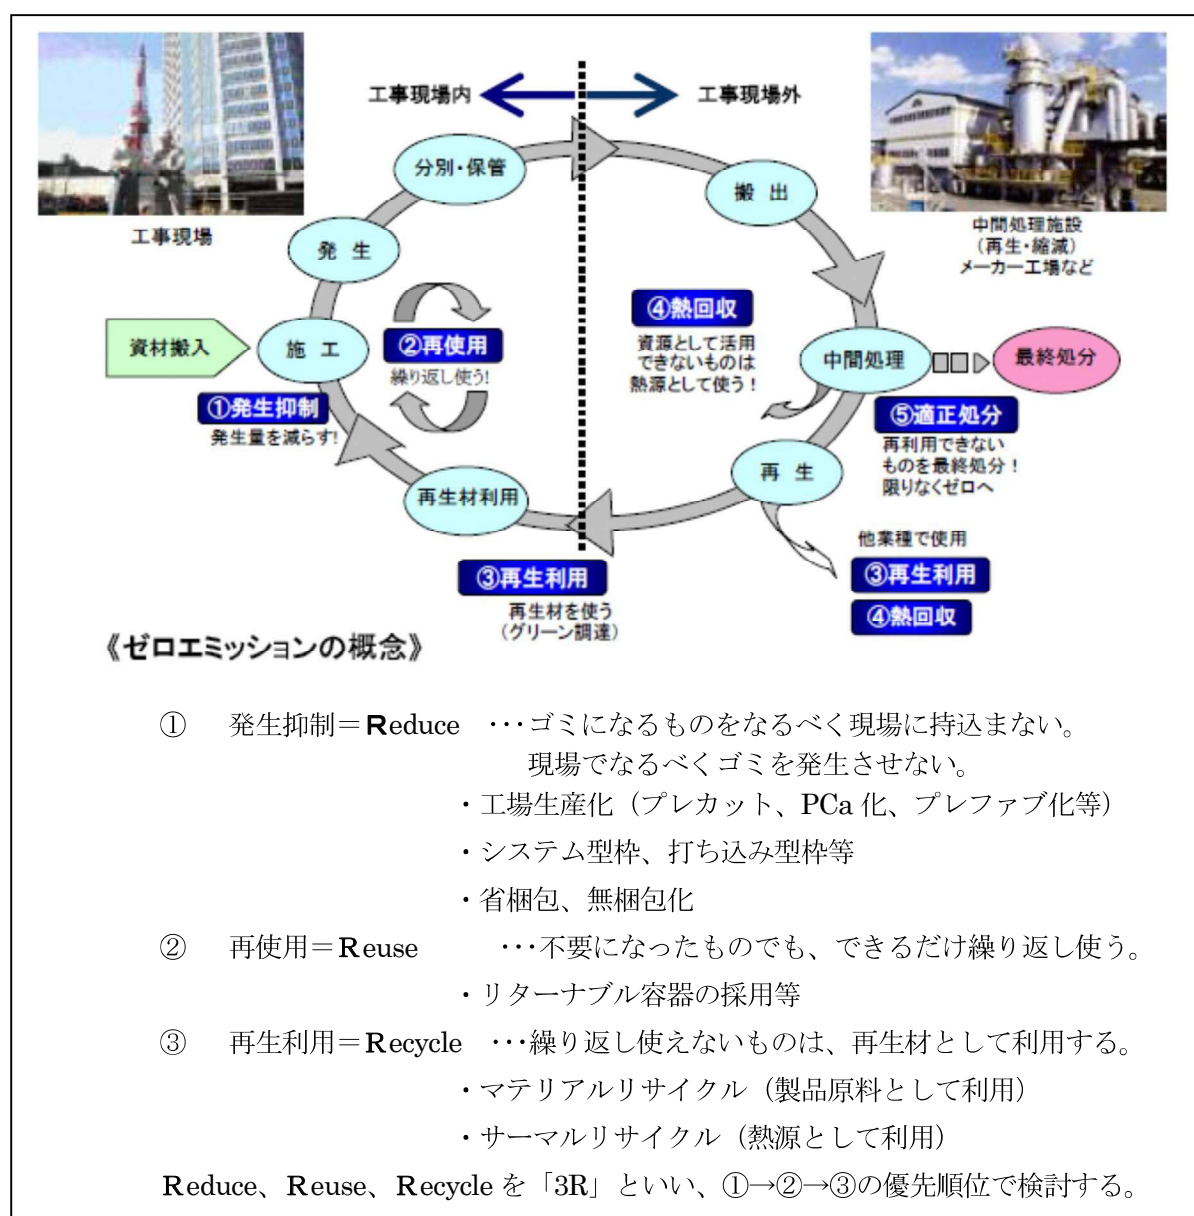 工事現場内
工事現場外
工事現場
中間処理施設
（再生・縮減）
メーカー工場など
分別・保管
搬 出
発 生
資材搬入
施 工
②再使用
繰り返し使う!
①発生抑制
発生量を減らす!
④熱回収
資源として活用
できないものは
熱源として使う！
中間処理
最終処分
⑤適正処分
再利用できない
ものを最終処分！
限りなくゼロへ
再 生
再生材利用
③再生利用
再生材を使う
（グリーン調達）
他業種で使用
③再生利用
④熱回収
《ゼロエミッションの概念》
① 発生抑制＝Reduce ･･･ゴミになるものをなるべく現場に持込まない。
現場でなるべくゴミを発生させない。
・工場生産化（プレカット、PCa 化、プレファブ化等）
・システム型枠、打ち込み型枠等
・省梱包、無梱包化
② 再使用＝Reuse ･･･不要になったものでも、できるだけ繰り返し使う。
・リターナブル容器の採用等
③ 再生利用＝Recycle ･･･繰り返し使えないものは、再生材として利用する。
・マテリアルリサイクル（製品原料として利用）
・サーマルリサイクル（熱源として利用）
Reduce、Reuse、Recycle を「3R」といい、①→②→③の優先順位で検討する。